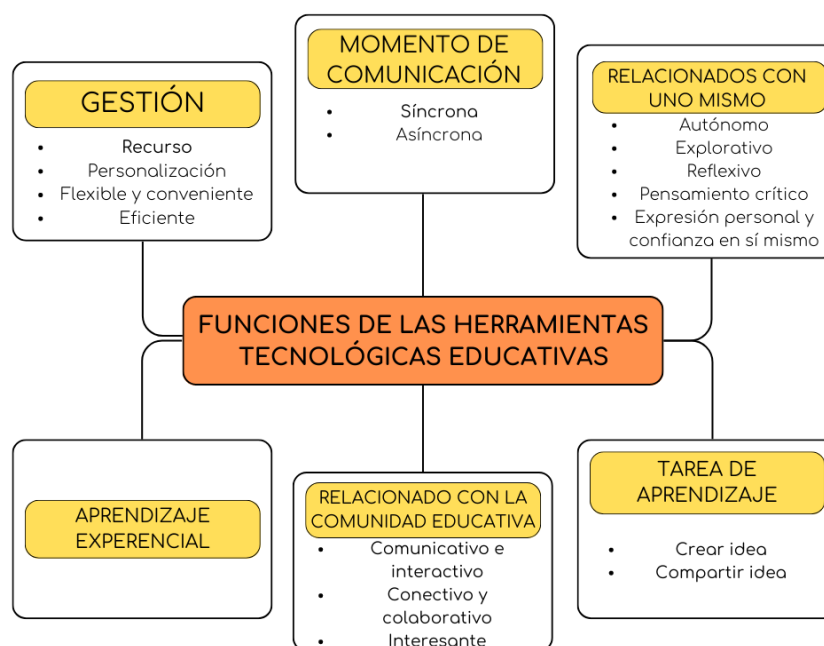 GESTIÓN
Recurso
Personalización
Flexible y conveniente
Eficiente
MOMENTO DE
COMUNICACIÓN
Síncrona
Asíncrona
RELACIONADOS CON
UNO MISMO
Autónomo
Explorativo
Reflexivo
Pensamiento crítico
Expresión personal y
confianza en sí mismo
FUNCIONES DE LAS HERRAMIENTAS
TECNOLÓGICAS EDUCATIVAS
APRENDIZAJE
EXPERENCIAL
RELACIONADO CON LA
COMUNIDAD EDUCATIVA
Comunicativo e
interactivo
Conectivo y
colaborativo
Interesante
TAREA DE
APRENDIZAJE
Crear idea
Compartir idea